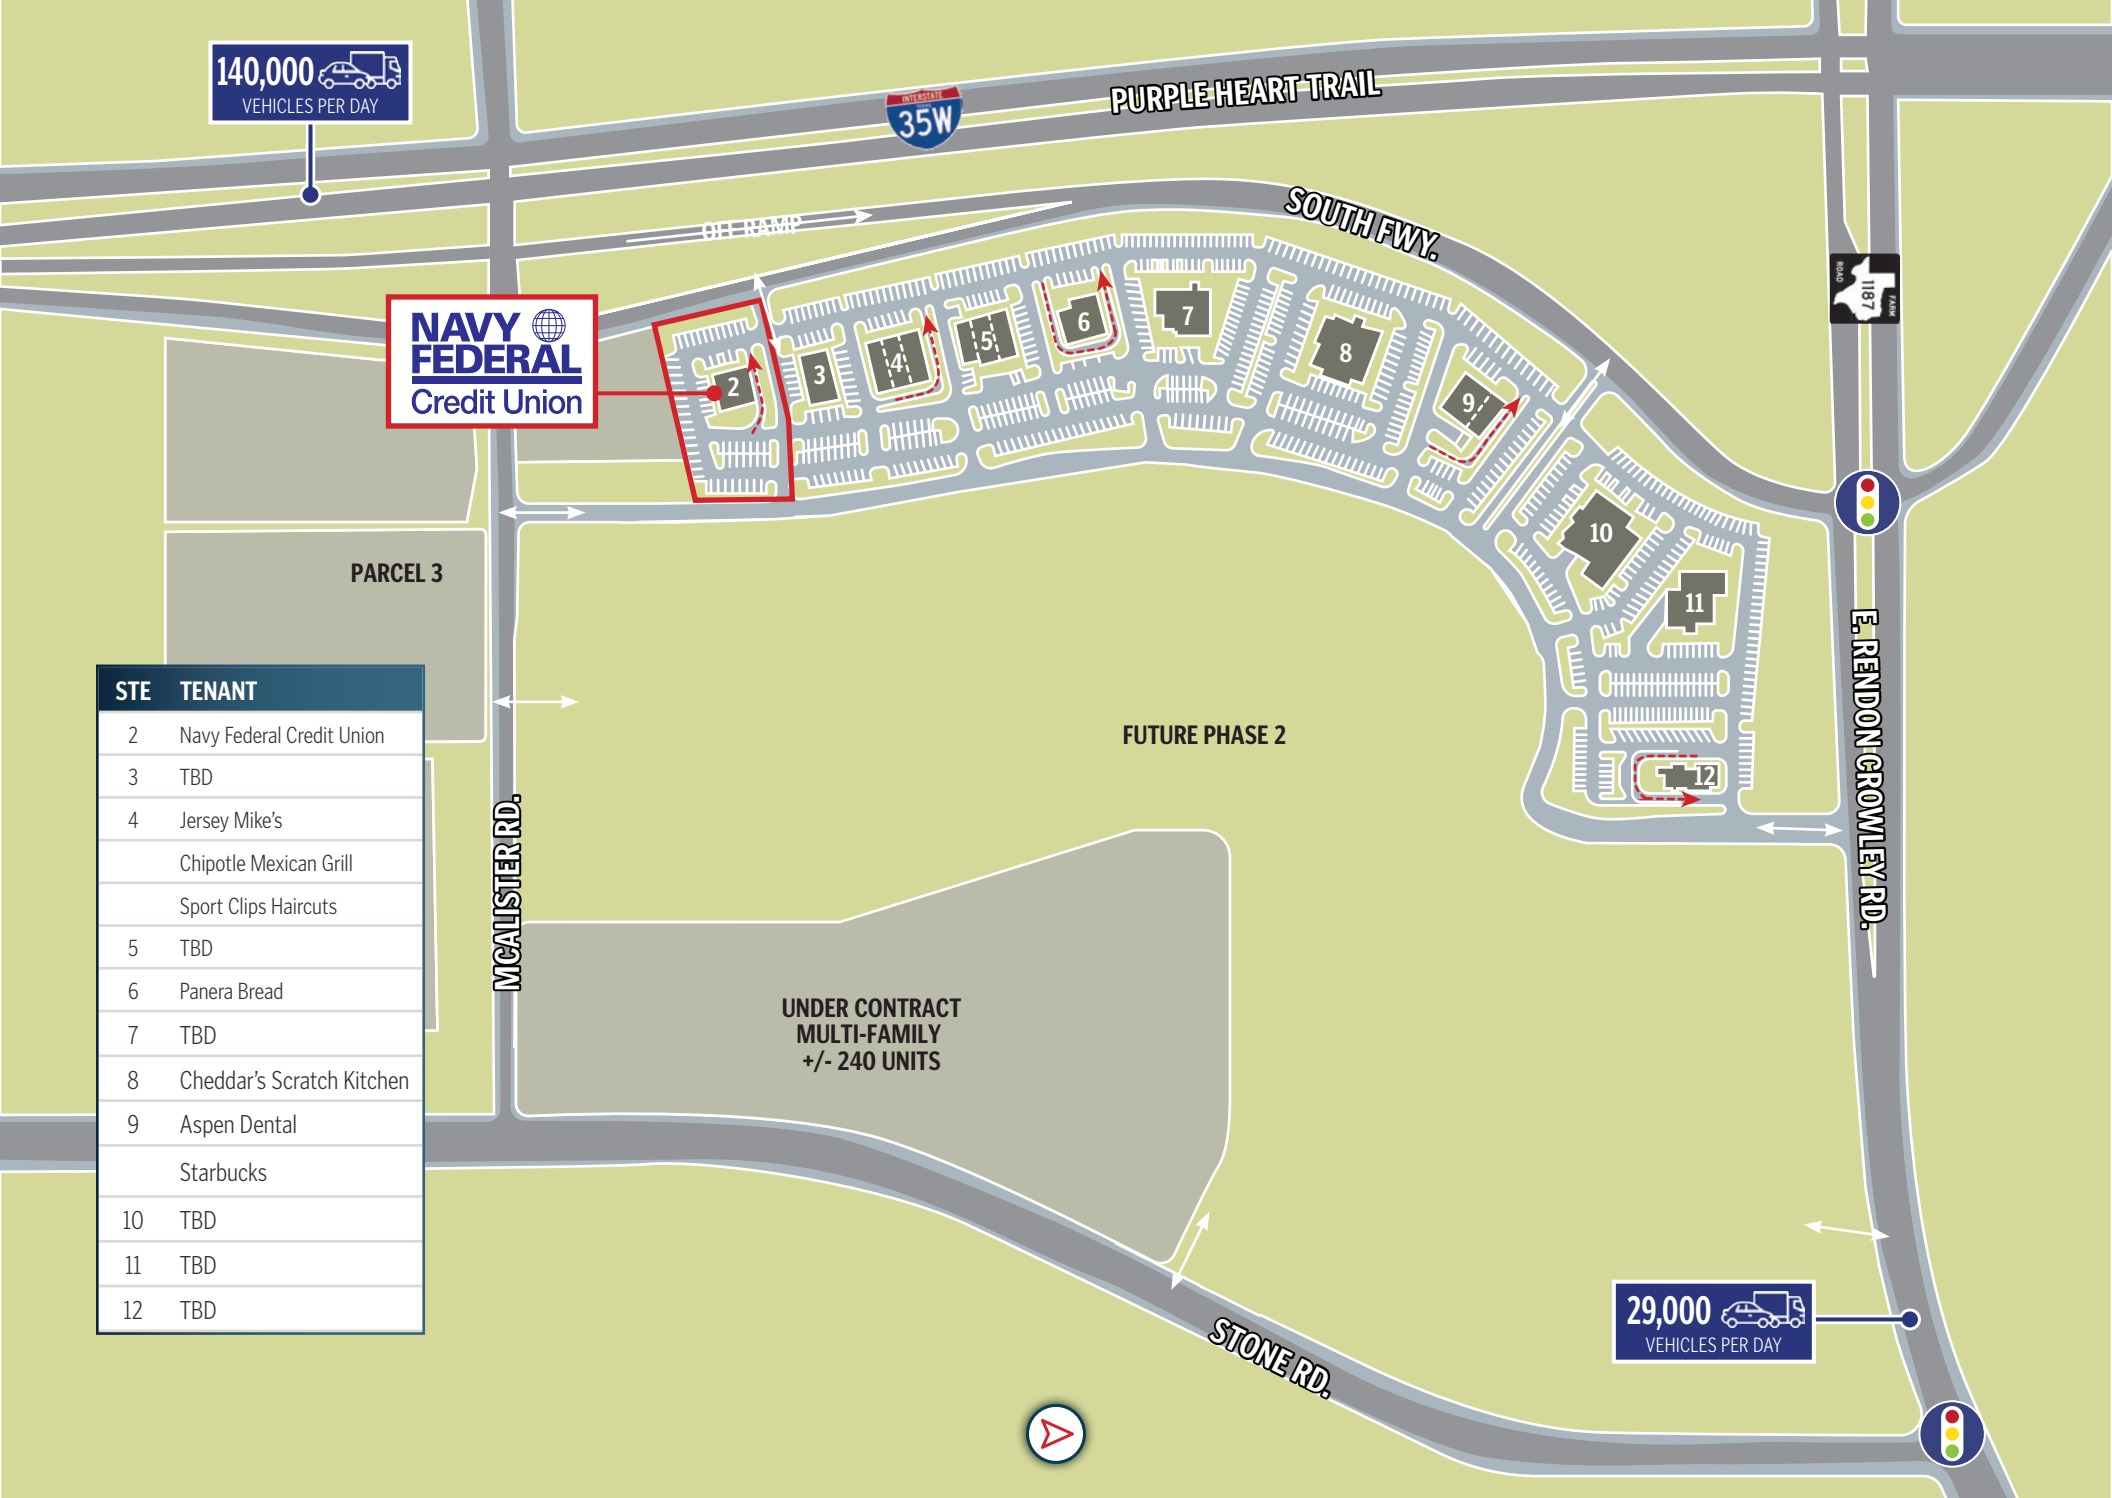 140,000
VEHICLES PER DAY
INTERSTATE
TEXAS
35W
PURPLE HEART TRAIL
OFF RAMP
SOUTH FWY.
ROAD
1187
FARM
NAVY
FEDERAL
Credit Union
2
3
4
5
6
7
8
9
10
11
12
PARCEL 3
STE TENANT
2 Navy Federal Credit Union
3 TBD
4 Jersey Mike's
Chipotle Mexican Grill
Sport Clips Haircuts
5 TBD
6 Panera Bread
7 TBD
8 Cheddar's Scratch Kitchen
9 Aspen Dental
Starbucks
10 TBD
11 TBD
12 TBD
MCALISTER RD.
FUTURE PHASE 2
E. RENDON CROWLEY RD.
UNDER CONTRACT
MULTI-FAMILY
+/- 240 UNITS
STONE RD.
29,000
VEHICLES PER DAY